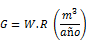 G = W.R (m³/año)